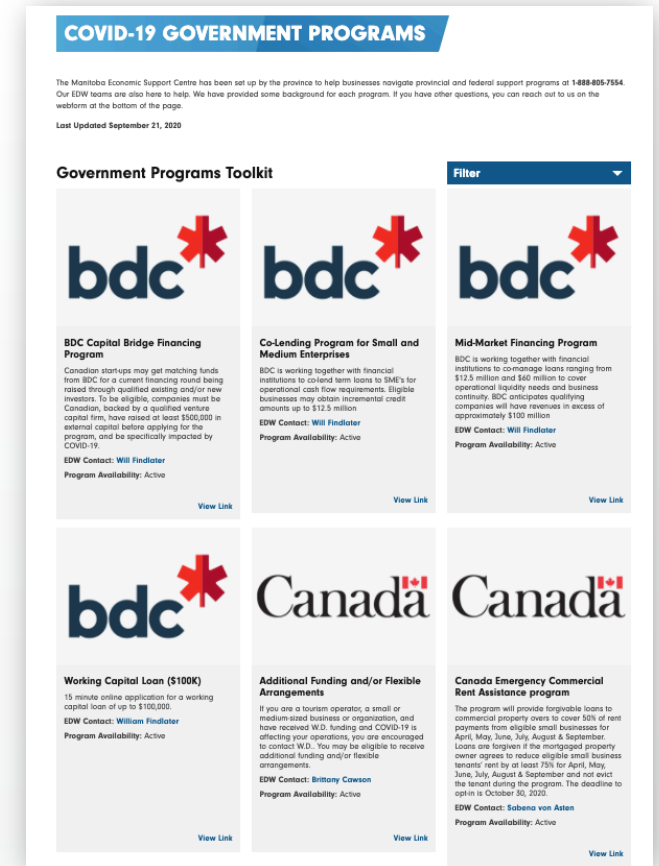 COVID-19 GOVERNMENT PROGRAMS
The Manitoba Economic Support Centre has been set up by the province to help businesses navigate provincial and federal support programs at 1-888-805-7554.
Our EDW teams are also here to help. We have provided some background for each program. If you have other questions, you can reach out to us on the
webform at the bottom of the page.
Last Updated September 21, 2020
Government Programs Toolkit
Filter
bdc
bdc
bdc
BDC Capital Bridge Financing
Program
Canadian start-ups may get matching funds
from BDC for a current financing round being
raised through qualified existing and/or new
investors. To be eligible, companies must be
Canadian, backed by a qualified venture
capital firm, have raised at least $500,000 in
external capital before applying for the
program, and be specifically impacted by
COVID-19.
EDW Contact: Will Findlater
Program Availability: Active
View Link
Co-Lending Program for Small and
Medium Enterprises
BDC is working together with financial
institutions to co-lend term loans to SME's for
operational cash flow requirements. Eligible
businesses may obtain incremental credit
amounts up to $12.5 million
EDW Contact: Will Findlater
Program Availability: Active
View Link
Mid-Market Financing Program
BDC is working together with financial
institutions to co-manage loans ranging from
$12.5 million and $60 million to cover
operational liquidity needs and business
continuity. BDC anticipates qualifying
companies will have revenues in excess of
approximately $100 million
EDW Contact: Will Findlater
Program Availability: Active
View Link
bdc
Canada
Canada
Working Capital Loan ($100K)
15 minute online application for a working
capital loan of up to $100,000.
EDW Contact: William Findlater
Program Availability: Active
View Link
Additional Funding and/or Flexible
Arrangements
If you are a tourism operator, a small or
medium-sized business or organization, and
have received W.D. funding and COVID-19 is
affecting your operations, you are encouraged
to contact W.D.. You may be eligible to receive
additional funding and/or flexible
arrangements.
EDW Contact: Brittany Cawson
Program Availability: Active
View Link
Canada Emergency Commercial
Rent Assistance program
The program will provide forgivable loans to
commercial property overs to cover 50% of rent
payments from eligible small businesses for
April, May, June, July, August & September.
Loans are forgiven if the mortgaged property
owner agrees to reduce eligible small business
tenants' rent by at least 75% for April, May,
June, July, August & September and not evict
the tenant during the program. The deadline to
opt-in is October 30, 2020.
EDW Contact: Sabena von Asten
Program Availability: Active
View Link